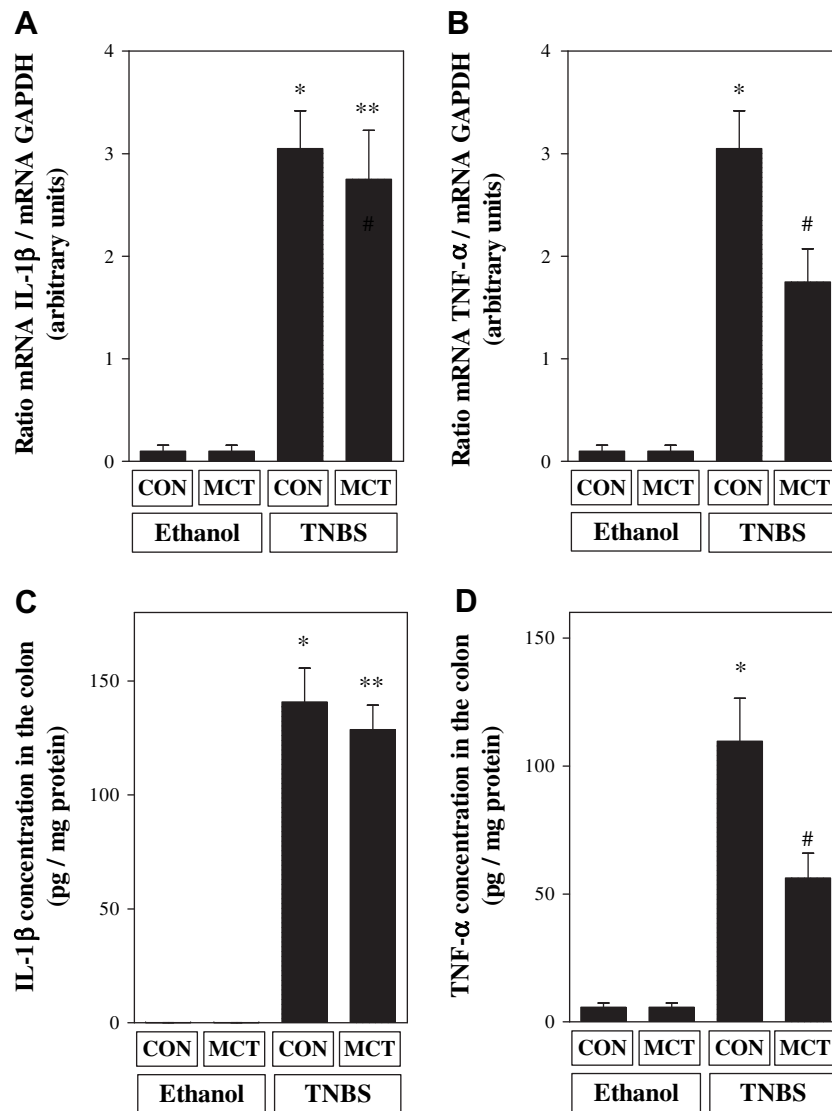 A
Ratio mRNA IL-1β / mRNA GAPDH
(arbitrary units)
4
3
2
1
0
*
**
#
CON MCT CON MCT
Ethanol TNBS
B
Ratio mRNA TNF-α / mRNA GAPDH
(arbitrary units)
4
3
2
1
0
*
#
CON MCT CON MCT
Ethanol TNBS
C
IL-1β concentration in the colon
(pg / mg protein)
150
100
50
0
*
**
CON MCT CON MCT
Ethanol TNBS
D
TNF-α concentration in the colon
(pg / mg protein)
150
100
50
0
*
#
CON MCT CON MCT
Ethanol TNBS